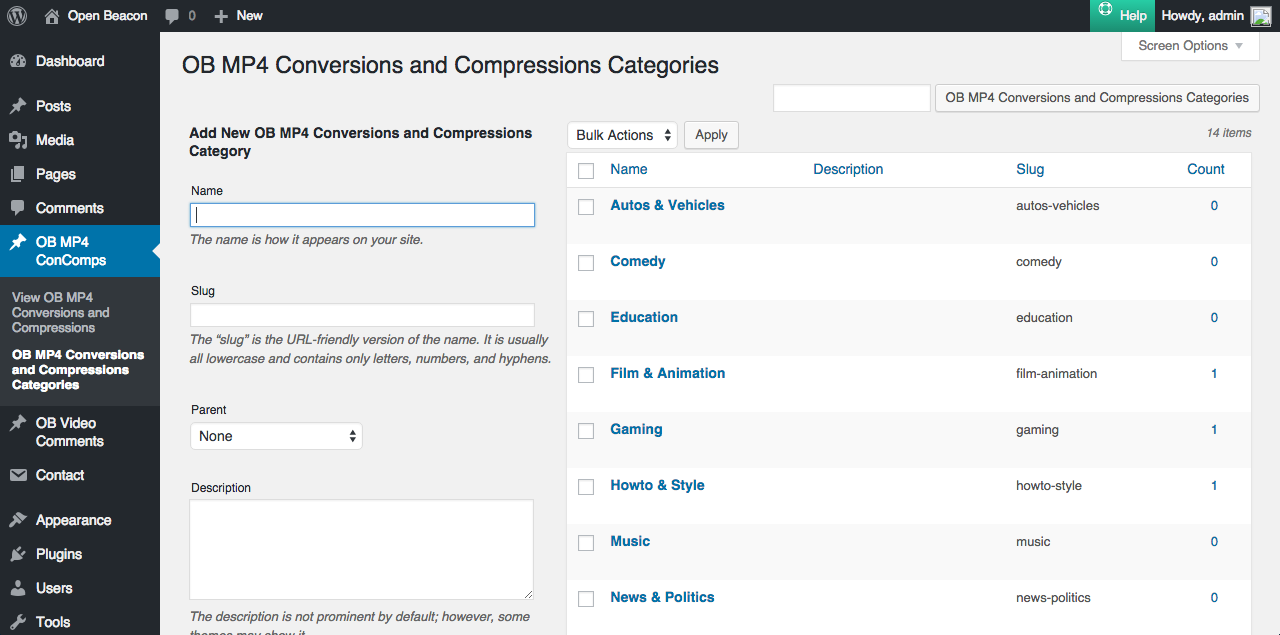 Open Beacon
0
New
Help
Howdy, admin
Dashboard
Posts
Media
Pages
Comments
OB MP4
ConComps
View OB MP4
Conversions and
Compressions
OB MP4 Conversions
and Compressions
Categories
OB Video
Comments
Contact
Appearance
Plugins
Users
Tools
Screen Options
OB MP4 Conversions and Compressions Categories
OB MP4 Conversions and Compressions Categories
Add New OB MP4 Conversions and Compressions
Category
Name
The name is how it appears on your site.
Slug
The “slug” is the URL-friendly version of the name. It is usually
all lowercase and contains only letters, numbers, and hyphens.
Parent
None
Description
The description is not prominent by default; however, some
themes may show it.
Bulk Actions
Apply
14 items
Name Description Slug Count
Autos & Vehicles autos-vehicles 0
Comedy comedy 0
Education education 0
Film & Animation film-animation 1
Gaming gaming 1
Howto & Style howto-style 1
Music music 0
News & Politics news-politics 0